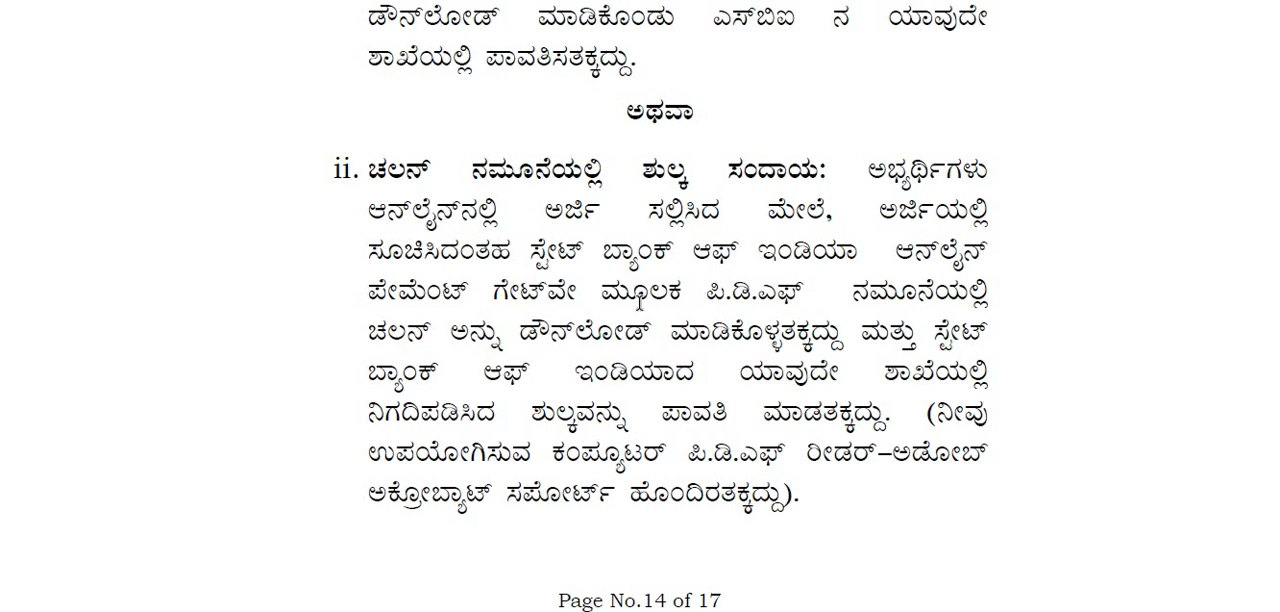 ಡೌನ್‌ಲೋಡ್ ಮಾಡಿಕೊಂಡು ಎಸ್‌ಬಿಐ ನ ಯಾವುದೇ
ಶಾಖೆಯಲ್ಲಿ ಪಾವತಿಸತಕ್ಕದ್ದು.
ಅಥವಾ
ii. ಚಲನ್ ನಮೂನೆಯಲ್ಲಿ ಶುಲ್ಕ ಸಂದಾಯ: ಅಭ್ಯರ್ಥಿಗಳು
ಆನ್‌ಲೈನ್‌ನಲ್ಲಿ ಅರ್ಜಿ ಸಲ್ಲಿಸಿದ ಮೇಲೆ, ಅರ್ಜಿಯಲ್ಲಿ
ಸೂಚಿಸಿದಂತಹ ಸ್ಟೇಟ್ ಬ್ಯಾಂಕ್ ಆಫ್ ಇಂಡಿಯಾ ಆನ್‌ಲೈನ್
ಪೇಮೆಂಟ್ ಗೇಟ್‌ವೇ ಮೂಲಕ ಪಿ.ಡಿ.ಎಫ್ ನಮೂನೆಯಲ್ಲಿ
ಚಲನ್ ಅನ್ನು ಡೌನ್‌ಲೋಡ್ ಮಾಡಿಕೊಳ್ಳತಕ್ಕದ್ದು ಮತ್ತು ಸ್ಟೇಟ್
ಬ್ಯಾಂಕ್ ಆಫ್ ಇಂಡಿಯಾದ ಯಾವುದೇ ಶಾಖೆಯಲ್ಲಿ
ನಿಗದಿಪಡಿಸಿದ ಶುಲ್ಕವನ್ನು ಪಾವತಿ ಮಾಡತಕ್ಕದ್ದು. (ನೀವು
ಉಪಯೋಗಿಸುವ ಕಂಪ್ಯೂಟರ್ ಪಿ.ಡಿ.ಎಫ್ ರೀಡರ್–ಅಡೋಬ್
ಅಕ್ರೋಬ್ಯಾಟ್ ಸಪೋರ್ಟ್ ಹೊಂದಿರತಕ್ಕದ್ದು).
Page No.14 of 17